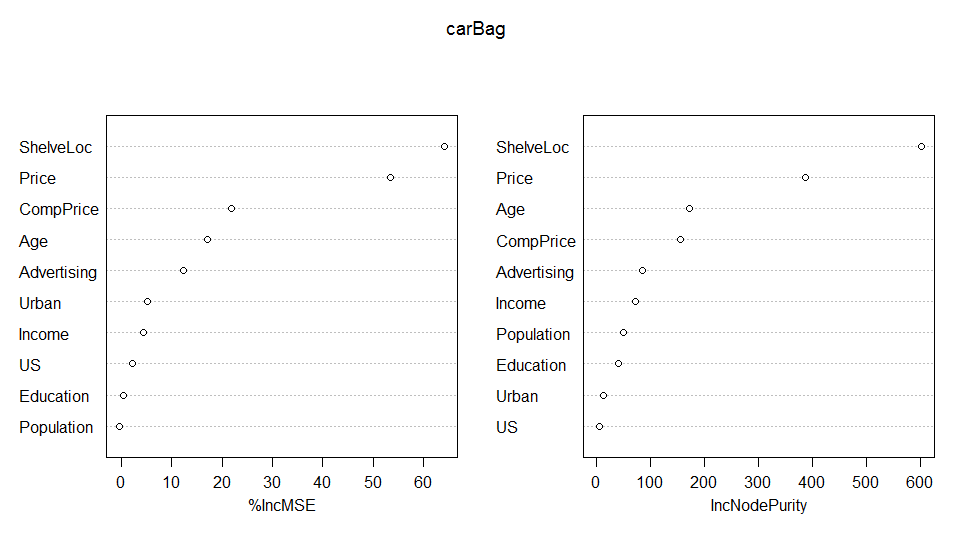 carBag
ShelveLoc
Price
CompPrice
Age
Advertising
Urban
Income
US
Education
Population
0 10 20 30 40 50 60
%IncMSE
ShelveLoc
Price
Age
CompPrice
Advertising
Income
Population
Education
Urban
US
0 100 200 300 400 500 600
IncNodePurity